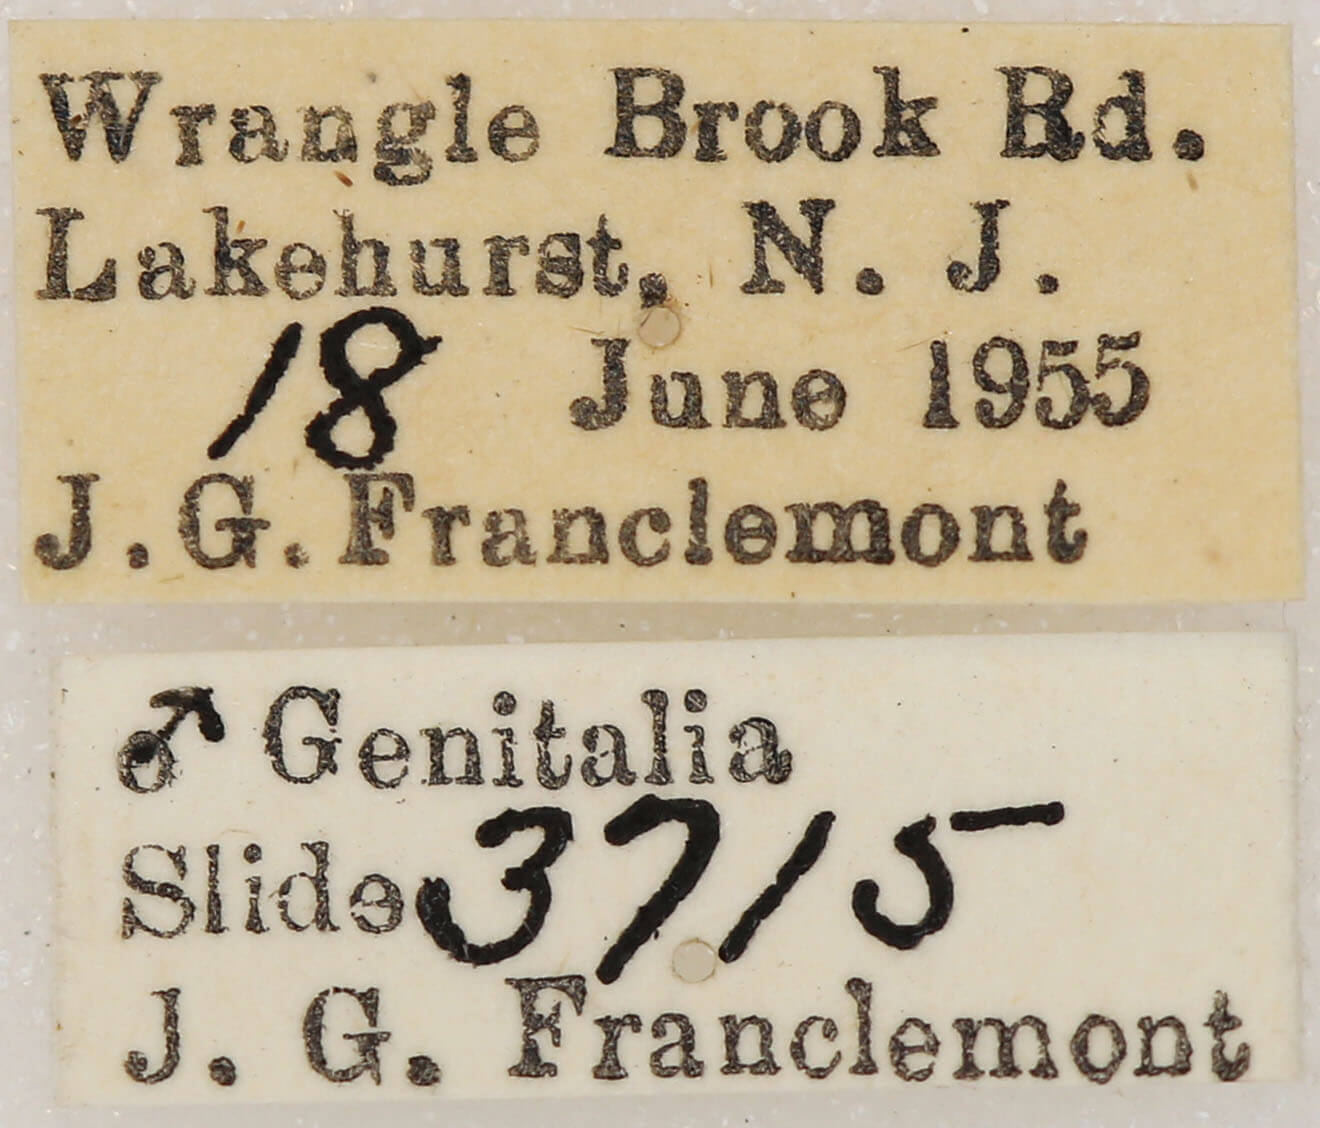 Wrangle Brook Rd.
Lakehurst, N. J.
18 June 1955
J. G. Franclemont
♂ Genitalia
Slide 3715
J. G. Franclemont